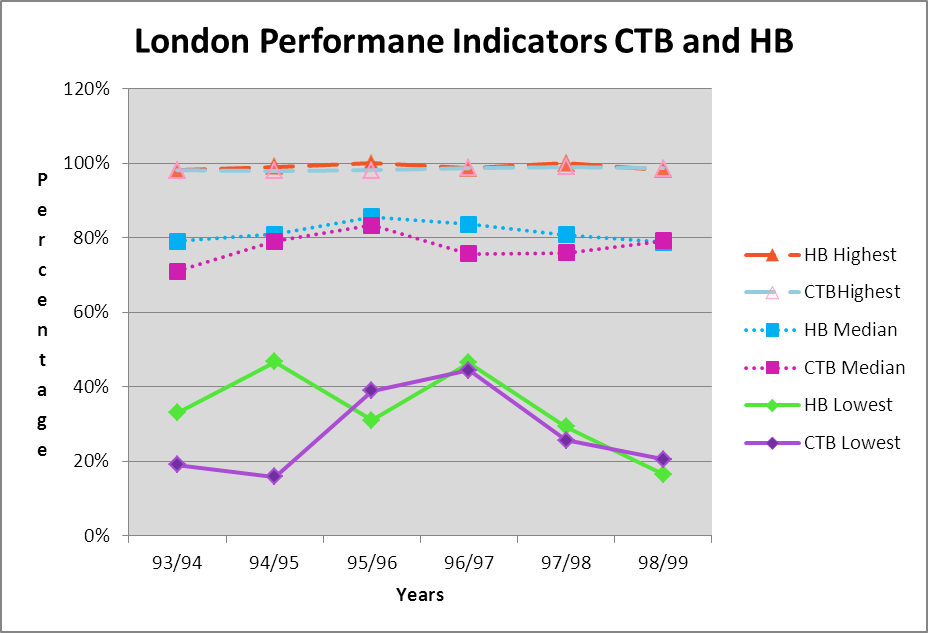 London Performane Indicators CTB and HB
120%
100%
80%
60%
40%
20%
0%
Percentage
93/94 94/95 95/96 96/97 97/98 98/99
Years
HB Highest
CTBHighest
HB Median
CTB Median
HB Lowest
CTB Lowest